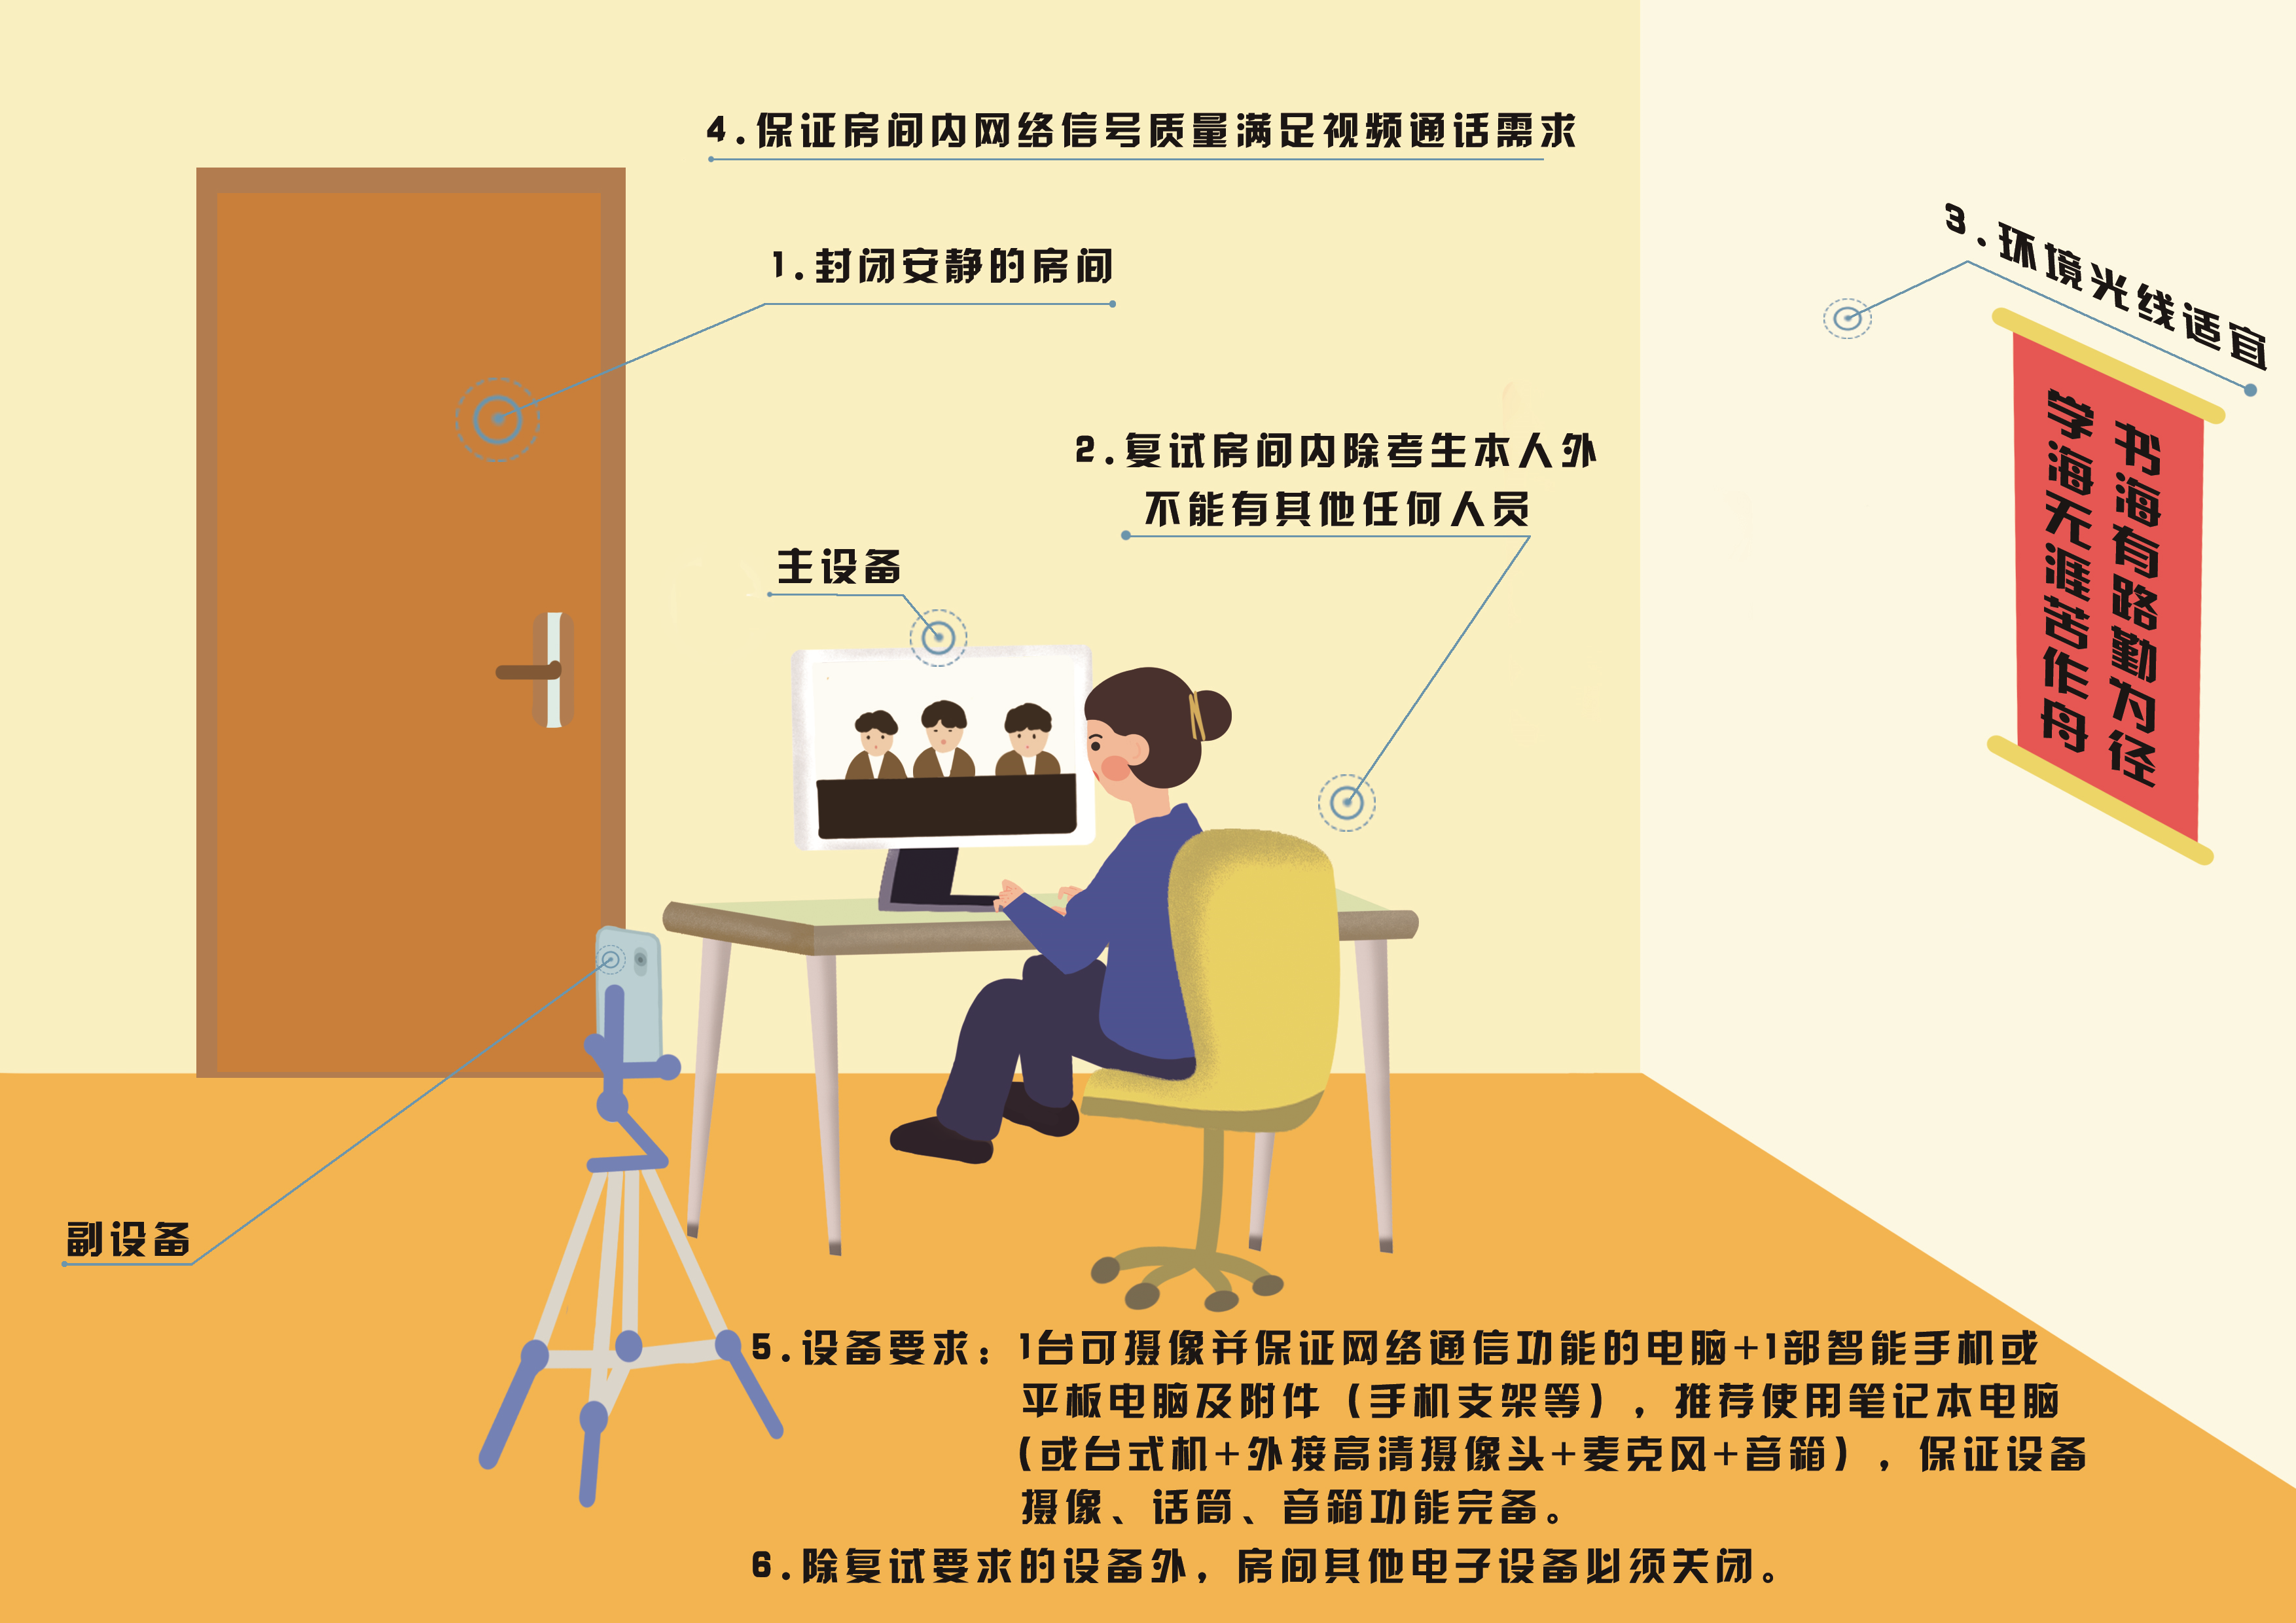 4.保证房间内网络信号质量满足视频通话需求
1.封闭安静的房间
3.环境光线适宜
2.复试房间内除考生本人外
不能有其他任何人员
主设备
书海有路勤为径
学海无涯苦作舟
副设备
5.设备要求：1台可摄像并保证网络通信功能的电脑+1部智能手机或
平板电脑及附件（手机支架等），推荐使用笔记本电脑
(或台式机+外接高清摄像头+麦克风+音箱），保证设备
摄像、话筒、音箱功能完备。
6.除复试要求的设备外，房间其他电子设备必须关闭。